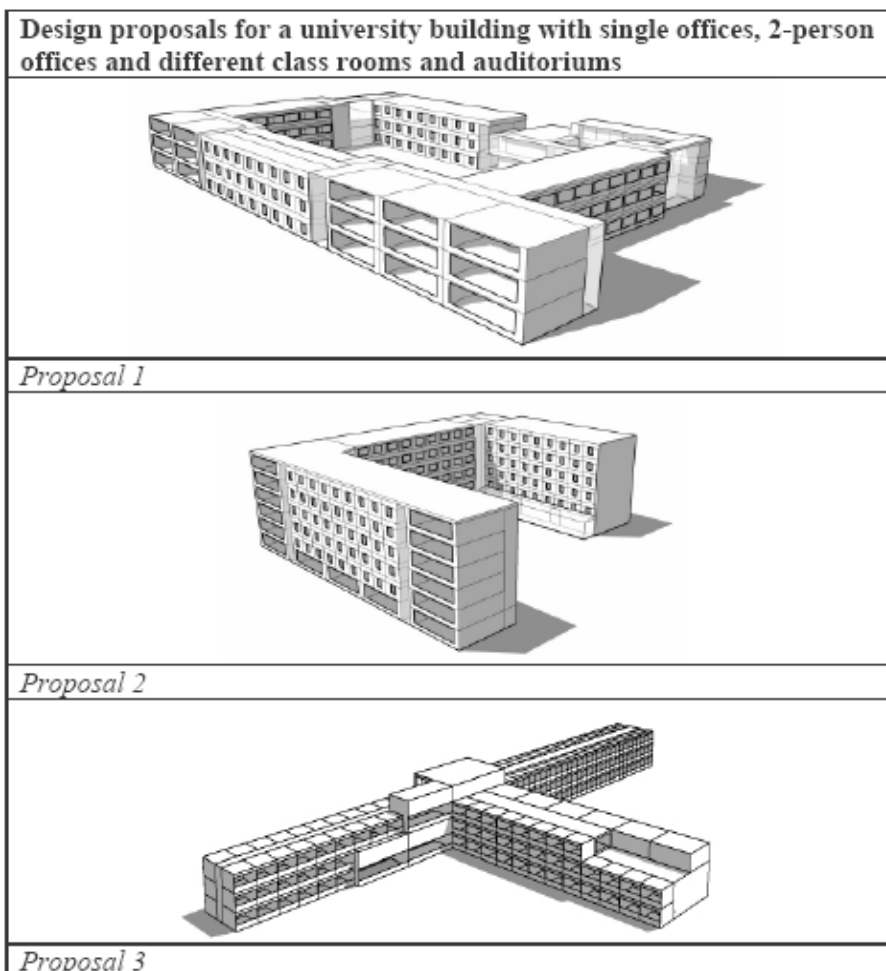 Design proposals for a university building with single offices, 2-person
offices and different class rooms and auditoriums
Proposal 1
Proposal 2
Proposal 3